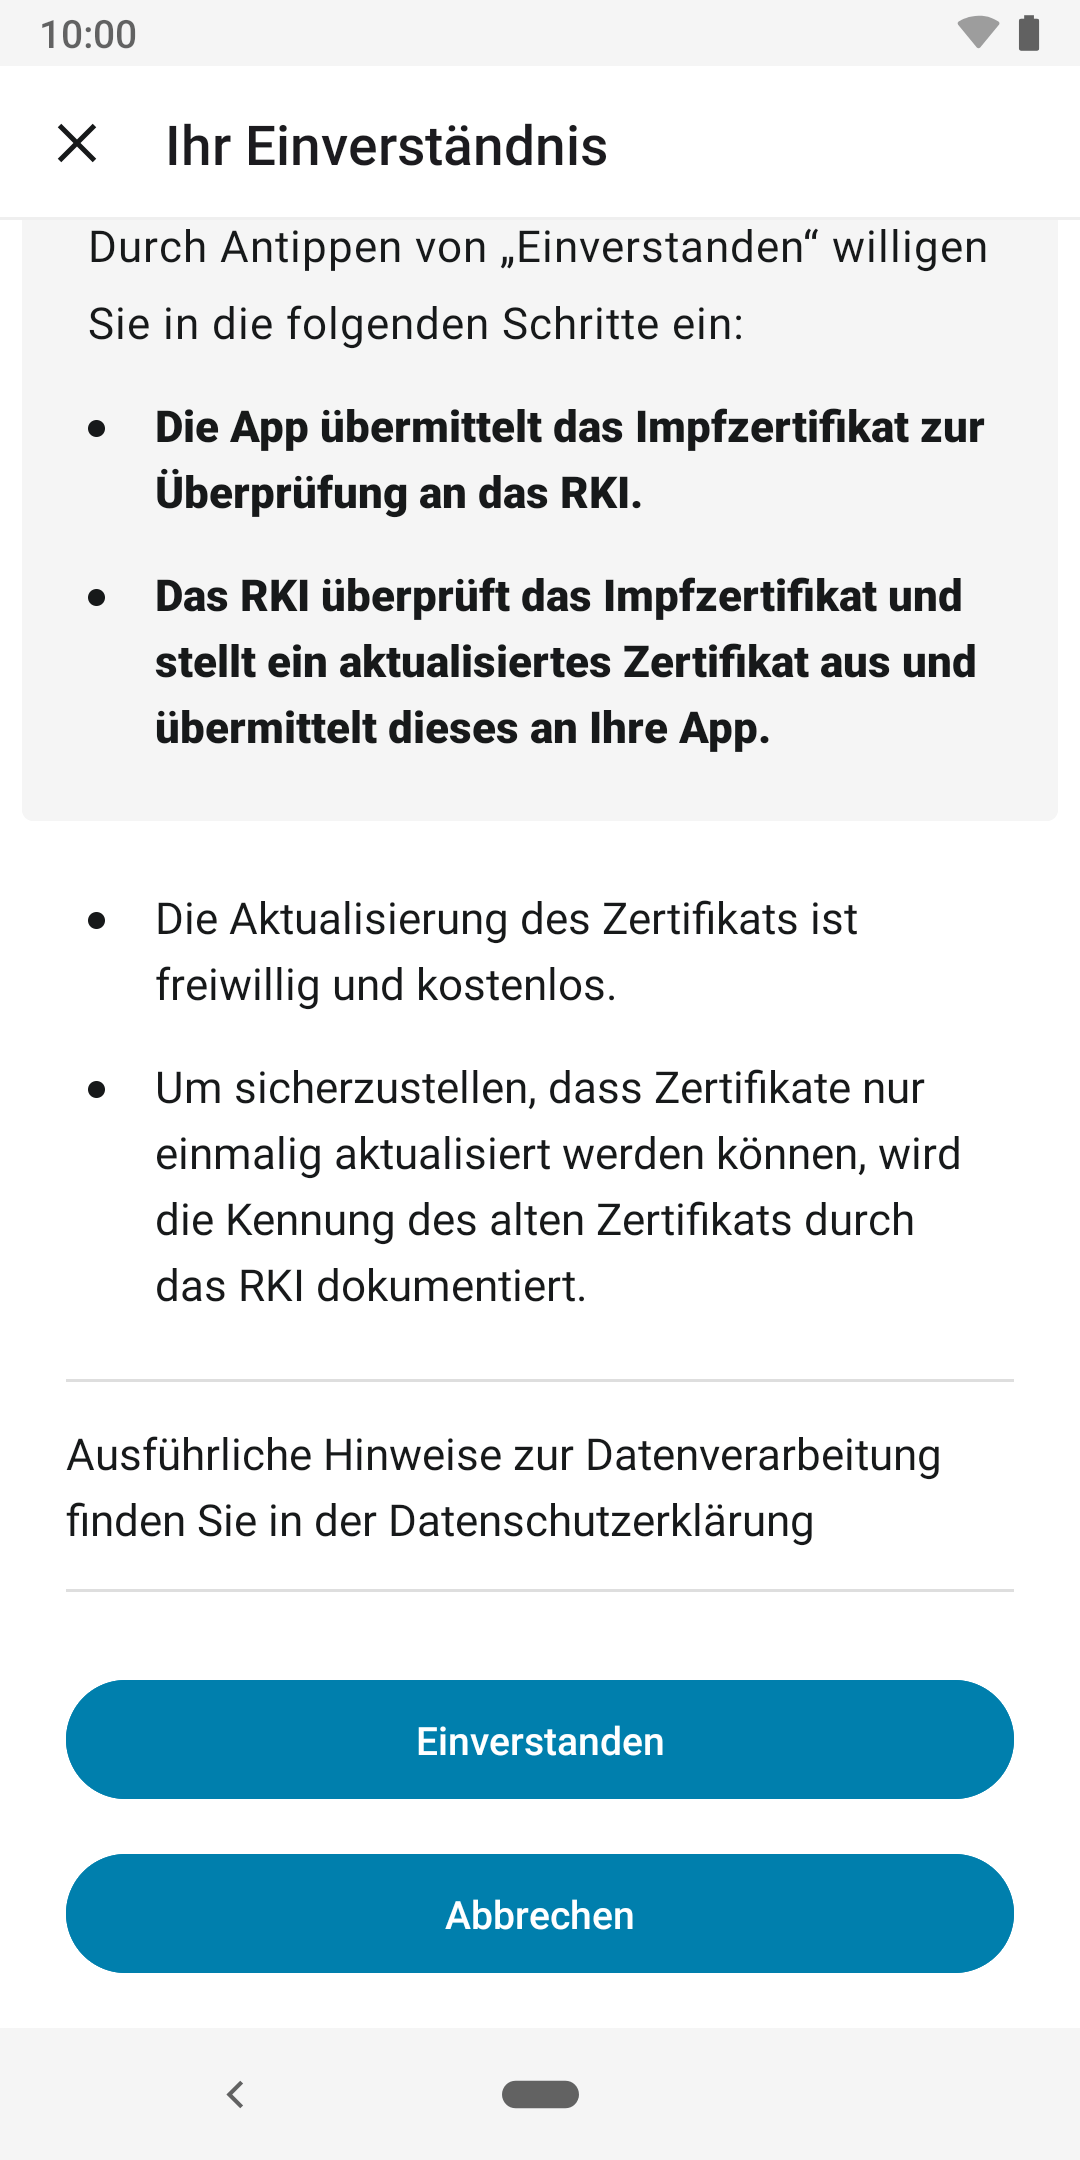 10:00
Ihr Einverständnis
Durch Antippen von „Einverstanden“ willigen
Sie in die folgenden Schritte ein:
• Die App übermittelt das Impfzertifikat zur
Überprüfung an das RKI.
• Das RKI überprüft das Impfzertifikat und
stellt ein aktualisiertes Zertifikat aus und
übermittelt dieses an Ihre App.
• Die Aktualisierung des Zertifikats ist
freiwillig und kostenlos.
• Um sicherzustellen, dass Zertifikate nur
einmalig aktualisiert werden können, wird
die Kennung des alten Zertifikats durch
das RKI dokumentiert.
Ausführliche Hinweise zur Datenverarbeitung
finden Sie in der Datenschutzerklärung
Einverstanden
Abbrechen